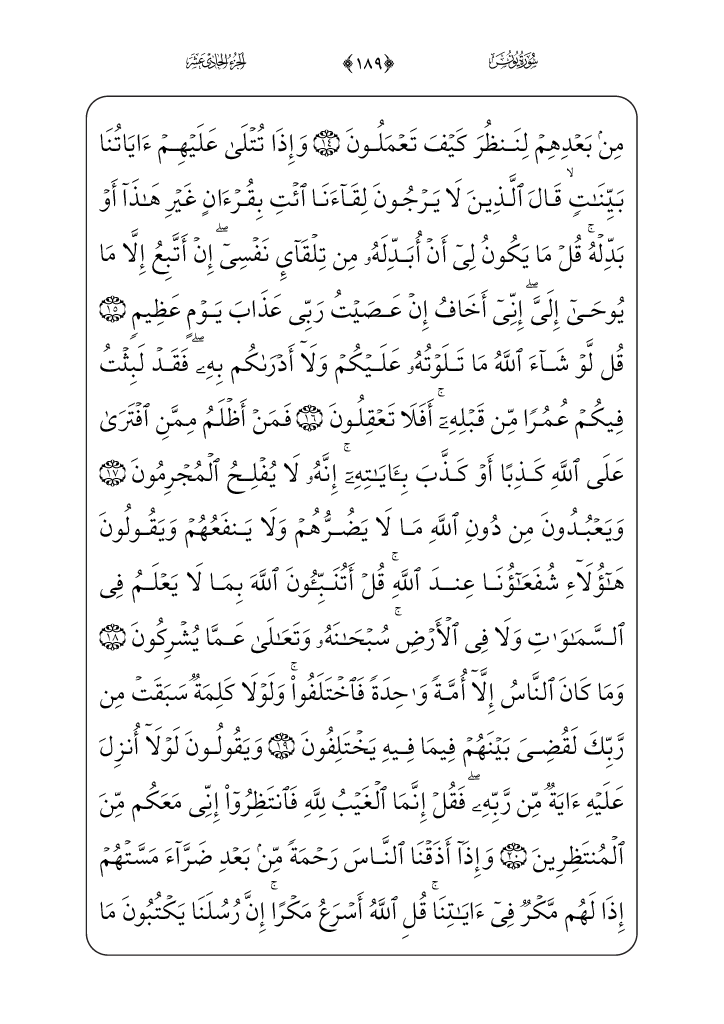 سُورَةُ يُونُسَ ﴿١٨٩﴾ الجُزْءُ الحَادِي عَشَرَ
مِنۢ بَعۡدِهِمۡ لِنَنظُرَ كَيۡفَ تَعۡمَلُونَ ١٤ وَإِذَا تُتۡلَىٰ عَلَيۡهِمۡ ءَايَاتُنَا
بَيِّنَٰتٖ ۙ قَالَ ٱلَّذِينَ لَا يَرۡجُونَ لِقَآءَنَا ٱئۡتِ بِقُرۡءَانٍ غَيۡرِ هَٰذَآ أَوۡ
بَدِّلۡهُۚ قُلۡ مَا يَكُونُ لِيٓ أَنۡ أُبَدِّلَهُۥ مِن تِلۡقَآيِٕ نَفۡسِيٓۖ إِنۡ أَتَّبِعُ إِلَّا مَا
يُوحَىٰٓ إِلَيَّۖ إِنِّيٓ أَخَافُ إِنۡ عَصَيۡتُ رَبِّي عَذَابَ يَوۡمٍ عَظِيمٖ ١٥
قُل لَّوۡ شَآءَ ٱللَّهُ مَا تَلَوۡتُهُۥ عَلَيۡكُمۡ وَلَآ أَدۡرَىٰكُم بِهِۦۖ فَقَدۡ لَبِثۡتُ
فِيكُمۡ عُمُرٗا مِّن قَبۡلِهِۦٓۚ أَفَلَا تَعۡقِلُونَ ١٦ فَمَنۡ أَظۡلَمُ مِمَّنِ ٱفۡتَرَىٰ
عَلَى ٱللَّهِ كَذِبًا أَوۡ كَذَّبَ بِـَٔايَٰتِهِۦٓۚ إِنَّهُۥ لَا يُفۡلِحُ ٱلۡمُجۡرِمُونَ ١٧
وَيَعۡبُدُونَ مِن دُونِ ٱللَّهِ مَا لَا يَضُرُّهُمۡ وَلَا يَنفَعُهُمۡ وَيَقُولُونَ
هَٰٓؤُلَآءِ شُفَعَٰٓؤُنَا عِندَ ٱللَّهِۚ قُلۡ أَتُنَبِّـُٔونَ ٱللَّهَ بِمَا لَا يَعۡلَمُ فِي
ٱلسَّمَٰوَٰتِ وَلَا فِي ٱلۡأَرۡضِۚ سُبۡحَٰنَهُۥ وَتَعَٰلَىٰ عَمَّا يُشۡرِكُونَ ١٨
وَمَا كَانَ ٱلنَّاسُ إِلَّآ أُمَّةٗ وَٰحِدَةٗ فَٱخۡتَلَفُواْۚ وَلَوۡلَا كَلِمَةٞ سَبَقَتۡ مِن
رَّبِّكَ لَقُضِيَ بَيۡنَهُمۡ فِيمَا فِيهِ يَخۡتَلِفُونَ ١٩ وَيَقُولُونَ لَوۡلَآ أُنزِلَ
عَلَيۡهِ ءَايَةٞ مِّن رَّبِّهِۦۖ فَقُلۡ إِنَّمَا ٱلۡغَيۡبُ لِلَّهِ فَٱنتَظِرُوٓاْ إِنِّي مَعَكُم مِّنَ
ٱلۡمُنتَظِرِينَ ٢٠ وَإِذَآ أَذَقۡنَا ٱلنَّاسَ رَحۡمَةٗ مِّنۢ بَعۡدِ ضَرَّآءَ مَسَّتۡهُمۡ
إِذَا لَهُم مَّكۡرٞ فِيٓ ءَايَاتِنَاۚ قُلِ ٱللَّهُ أَسۡرَعُ مَكۡرًاۚ إِنَّ رُسُلَنَا يَكۡتُبُونَ مَا